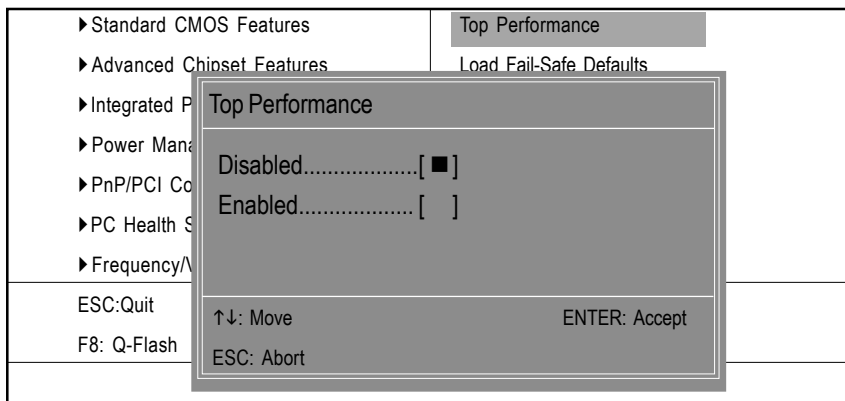 ▸Standard CMOS Features
Top Performance
▸Advanced Chipset Features
Load Fail-Safe Defaults
▸Integrated P
▸Power Mana
▸PnP/PCI Co
▸PC Health S
▸Frequency/V
Top Performance
Disabled...................[ ■ ]
Enabled................... [   ]
↑↓: Move
ENTER: Accept
ESC: Abort
ESC:Quit
F8: Q-Flash